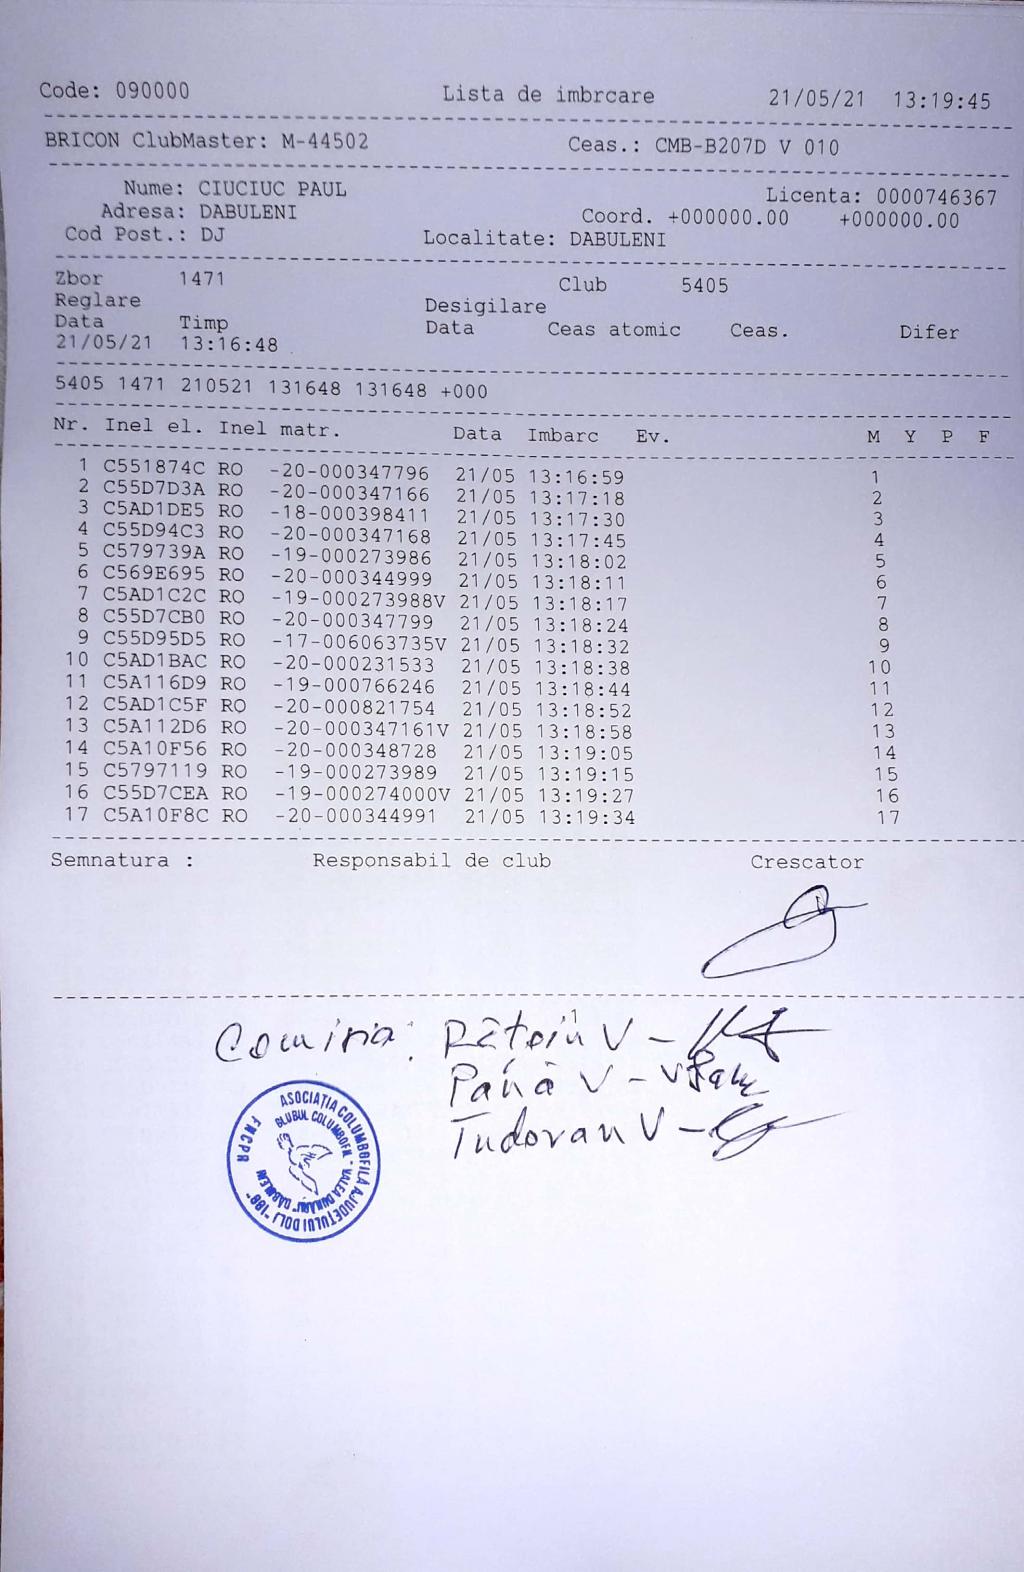 Code: 090000 Lista de imbrcare 21/05/21 13:19:45
BRICON ClubMaster: M-44502 Ceas.: CMB-B207D V 010
Nume: CIUCIUC PAUL Licenta: 0000746367
Adresa: DABULENI Coord. +000000.00 +000000.00
Cod Post.: DJ Localitate: DABULENI
Zbor 1471 Club 5405
Reglare Desigilare
Data Timp Data Ceas atomic Ceas. Difer
21/05/21 13:16:48
5405 1471 210521 131648 131648 +000
Nr. Inel el. Inel matr. Data Imbarc Ev. M Y P F
1 C551874C RO -20-000347796 21/05 13:16:59 1
2 C55D7D3A RO -20-000347166 21/05 13:17:18 2
3 C5AD1DE5 RO -18-000398411 21/05 13:17:30 3
4 C55D94C3 RO -20-000347168 21/05 13:17:45 4
5 C579739A RO -19-000273986 21/05 13:18:02 5
6 C569E695 RO -20-000344999 21/05 13:18:11 6
7 C5AD1C2C RO -19-000273988V 21/05 13:18:17 7
8 C55D7CB0 RO -20-000347799 21/05 13:18:24 8
9 C55D95D5 RO -17-006063735V 21/05 13:18:32 9
10 C5AD1BAC RO -20-000231533 21/05 13:18:38 10
11 C5A116D9 RO -19-000766246 21/05 13:18:44 11
12 C5AD1C5F RO -20-000821754 21/05 13:18:52 12
13 C5A112D6 RO -20-000347161V 21/05 13:18:58 13
14 C5A10F56 RO -20-000348728 21/05 13:19:05 14
15 C5797119 RO -19-000273989 21/05 13:19:15 15
16 C55D7CEA RO -19-000274000V 21/05 13:19:27 16
17 C5A10F8C RO -20-000344991 21/05 13:19:34 17
Semnatura : Responsabil de club Crescator
Comisia: V -
Pană V -
Tudoran V -
ASOCIAȚIA COLUMBOFILA A JUDEȚULUI DOLJ "188"
FNCPR
CLUBUL COLUMBOFIL "VALEA DUNARII" DABULENI